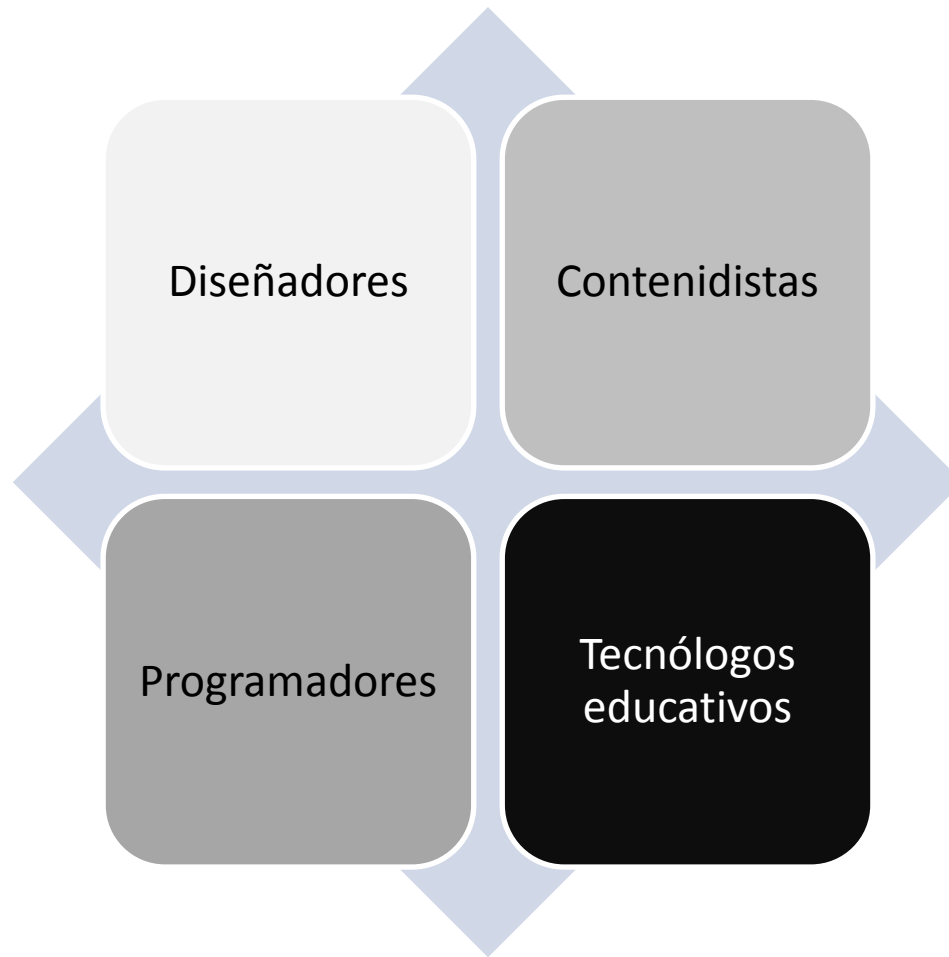 Diseñadores
Contenidistas
Programadores
Tecnólogos
educativos